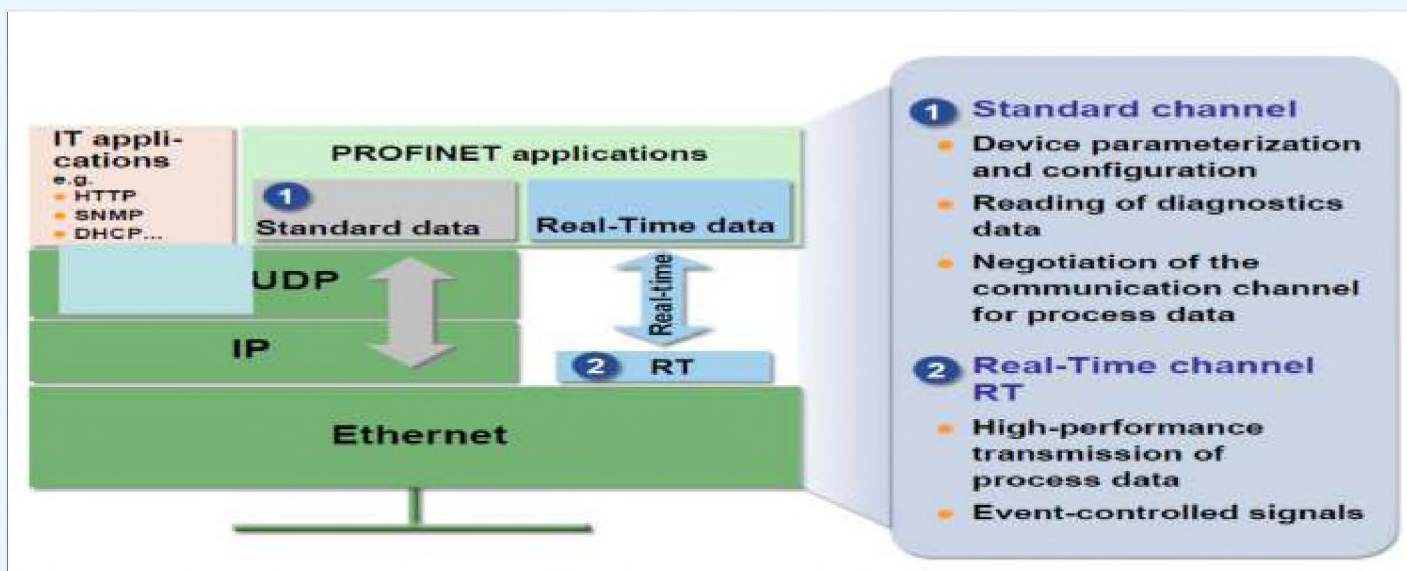 IT appli-
cations
e.g.
• HTTP
• SNMP
• DHCP...
PROFINET applications
1
Standard data
Real-Time data
UDP
Real-time
IP
2 RT
Ethernet
1 Standard channel
• Device parameterization
and configuration
• Reading of diagnostics
data
• Negotiation of the
communication channel
for process data
2 Real-Time channel
RT
• High-performance
transmission of
process data
• Event-controlled signals